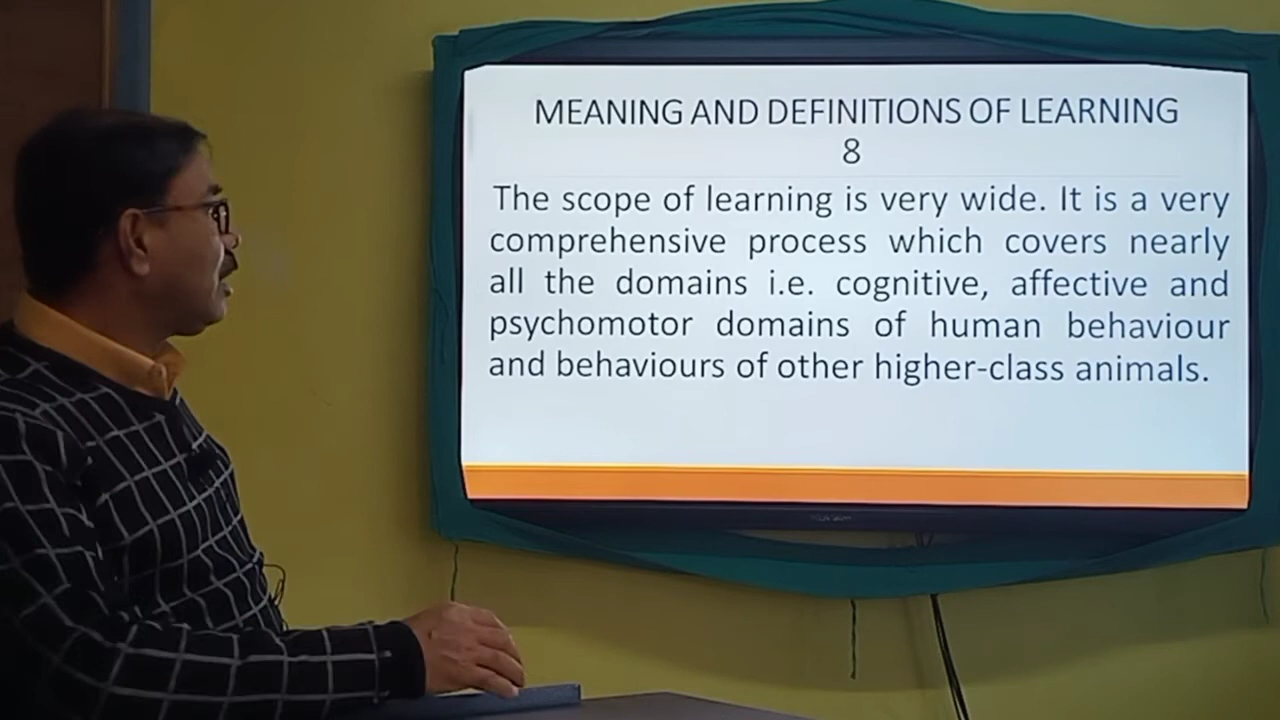 MEANING AND DEFINITIONS OF LEARNING
8
The scope of learning is very wide. It is a very
comprehensive process which covers nearly
all the domains i.e. cognitive, affective and
psychomotor domains of human behaviour
and behaviours of other higher-class animals.